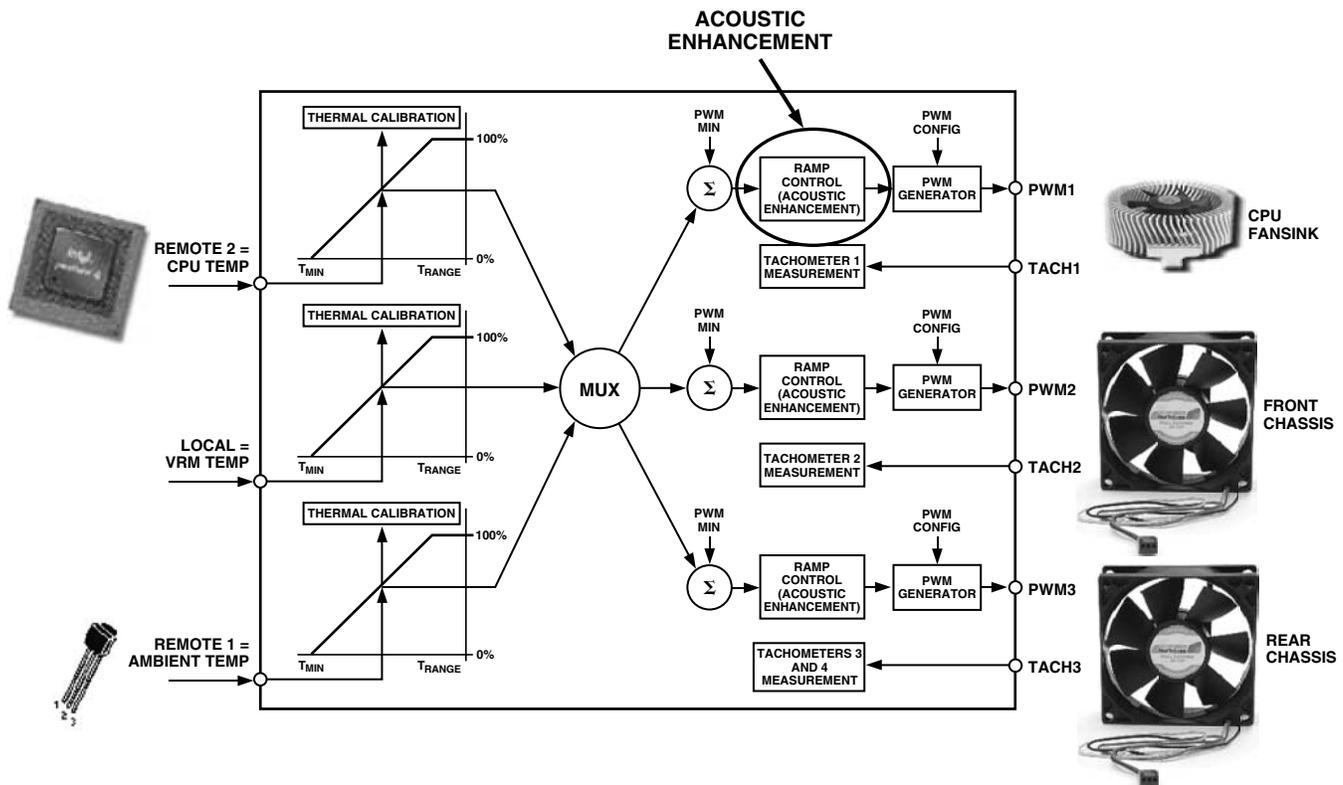 ACOUSTIC
ENHANCEMENT
THERMAL CALIBRATION
100%
0%
TMIN
TRANGE
REMOTE 2 =
CPU TEMP
THERMAL CALIBRATION
100%
0%
TMIN
TRANGE
LOCAL =
VRM TEMP
THERMAL CALIBRATION
100%
0%
TMIN
TRANGE
REMOTE 1 =
AMBIENT TEMP
1
2
3
MUX
PWM
MIN
Σ
RAMP
CONTROL
(ACOUSTIC
ENHANCEMENT)
PWM
CONFIG
PWM
GENERATOR
PWM1
TACHOMETER 1
MEASUREMENT
TACH1
CPU
FANSINK
PWM
MIN
Σ
RAMP
CONTROL
(ACOUSTIC
ENHANCEMENT)
PWM
CONFIG
PWM
GENERATOR
PWM2
TACHOMETER 2
MEASUREMENT
TACH2
FRONT
CHASSIS
PWM
MIN
Σ
RAMP
CONTROL
(ACOUSTIC
ENHANCEMENT)
PWM
CONFIG
PWM
GENERATOR
PWM3
TACHOMETERS 3
AND 4
MEASUREMENT
TACH3
REAR
CHASSIS